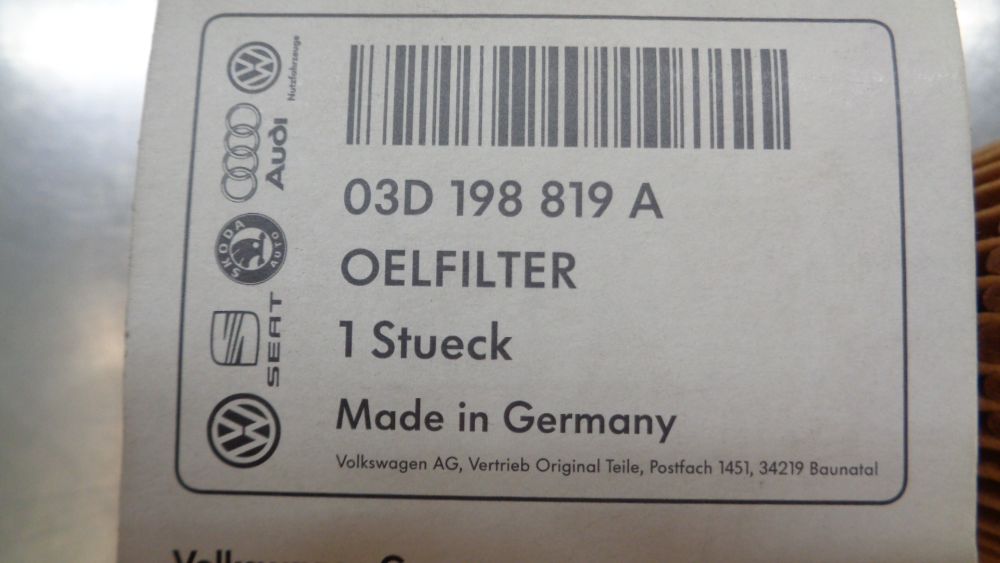 Nutzfahrzeuge
Audi
SKODA
AUTO
SEAT
03D 198 819 A
OELFILTER
1 Stueck
Made in Germany
Volkswagen AG, Vertrieb Original Teile, Postfach 1451, 34219 Baunatal